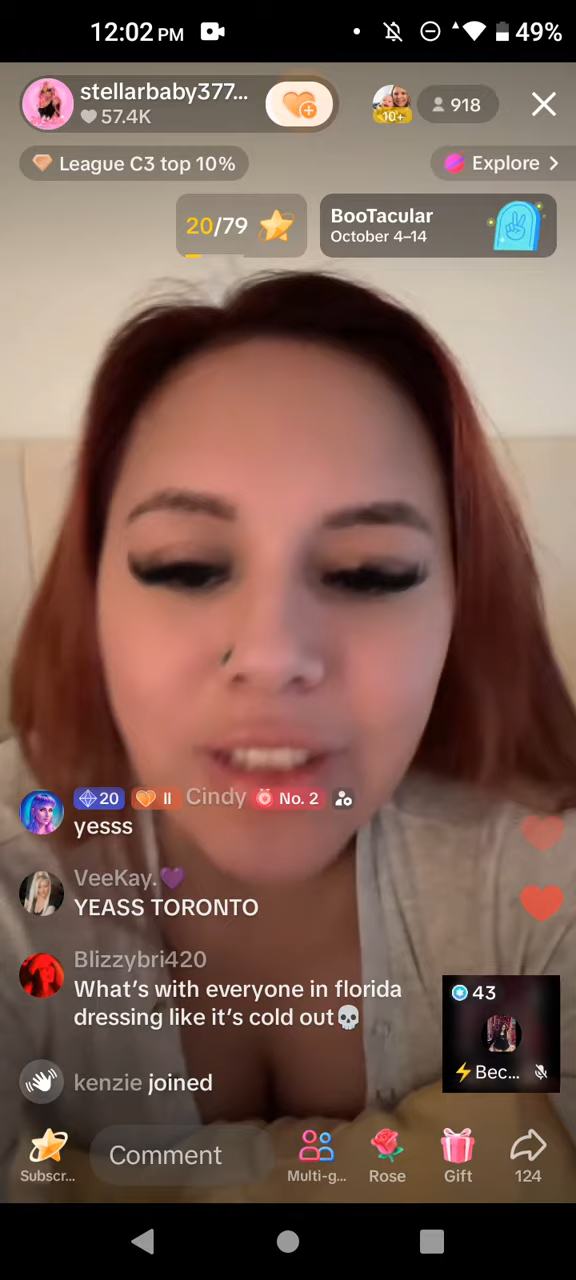 12:02 PM
49%
stellarbaby377...
57.4K
10+
918
League C3 top 10%
Explore >
20/79
BooTacular
October 4–14
20 II Cindy No. 2
yesss
VeeKay.💜
YEASS TORONTO
Blizzybri420
What's with everyone in florida
dressing like it's cold out💀
43
Bec...
kenzie joined
Comment
Subscr...
Multi-g...
Rose
Gift
124